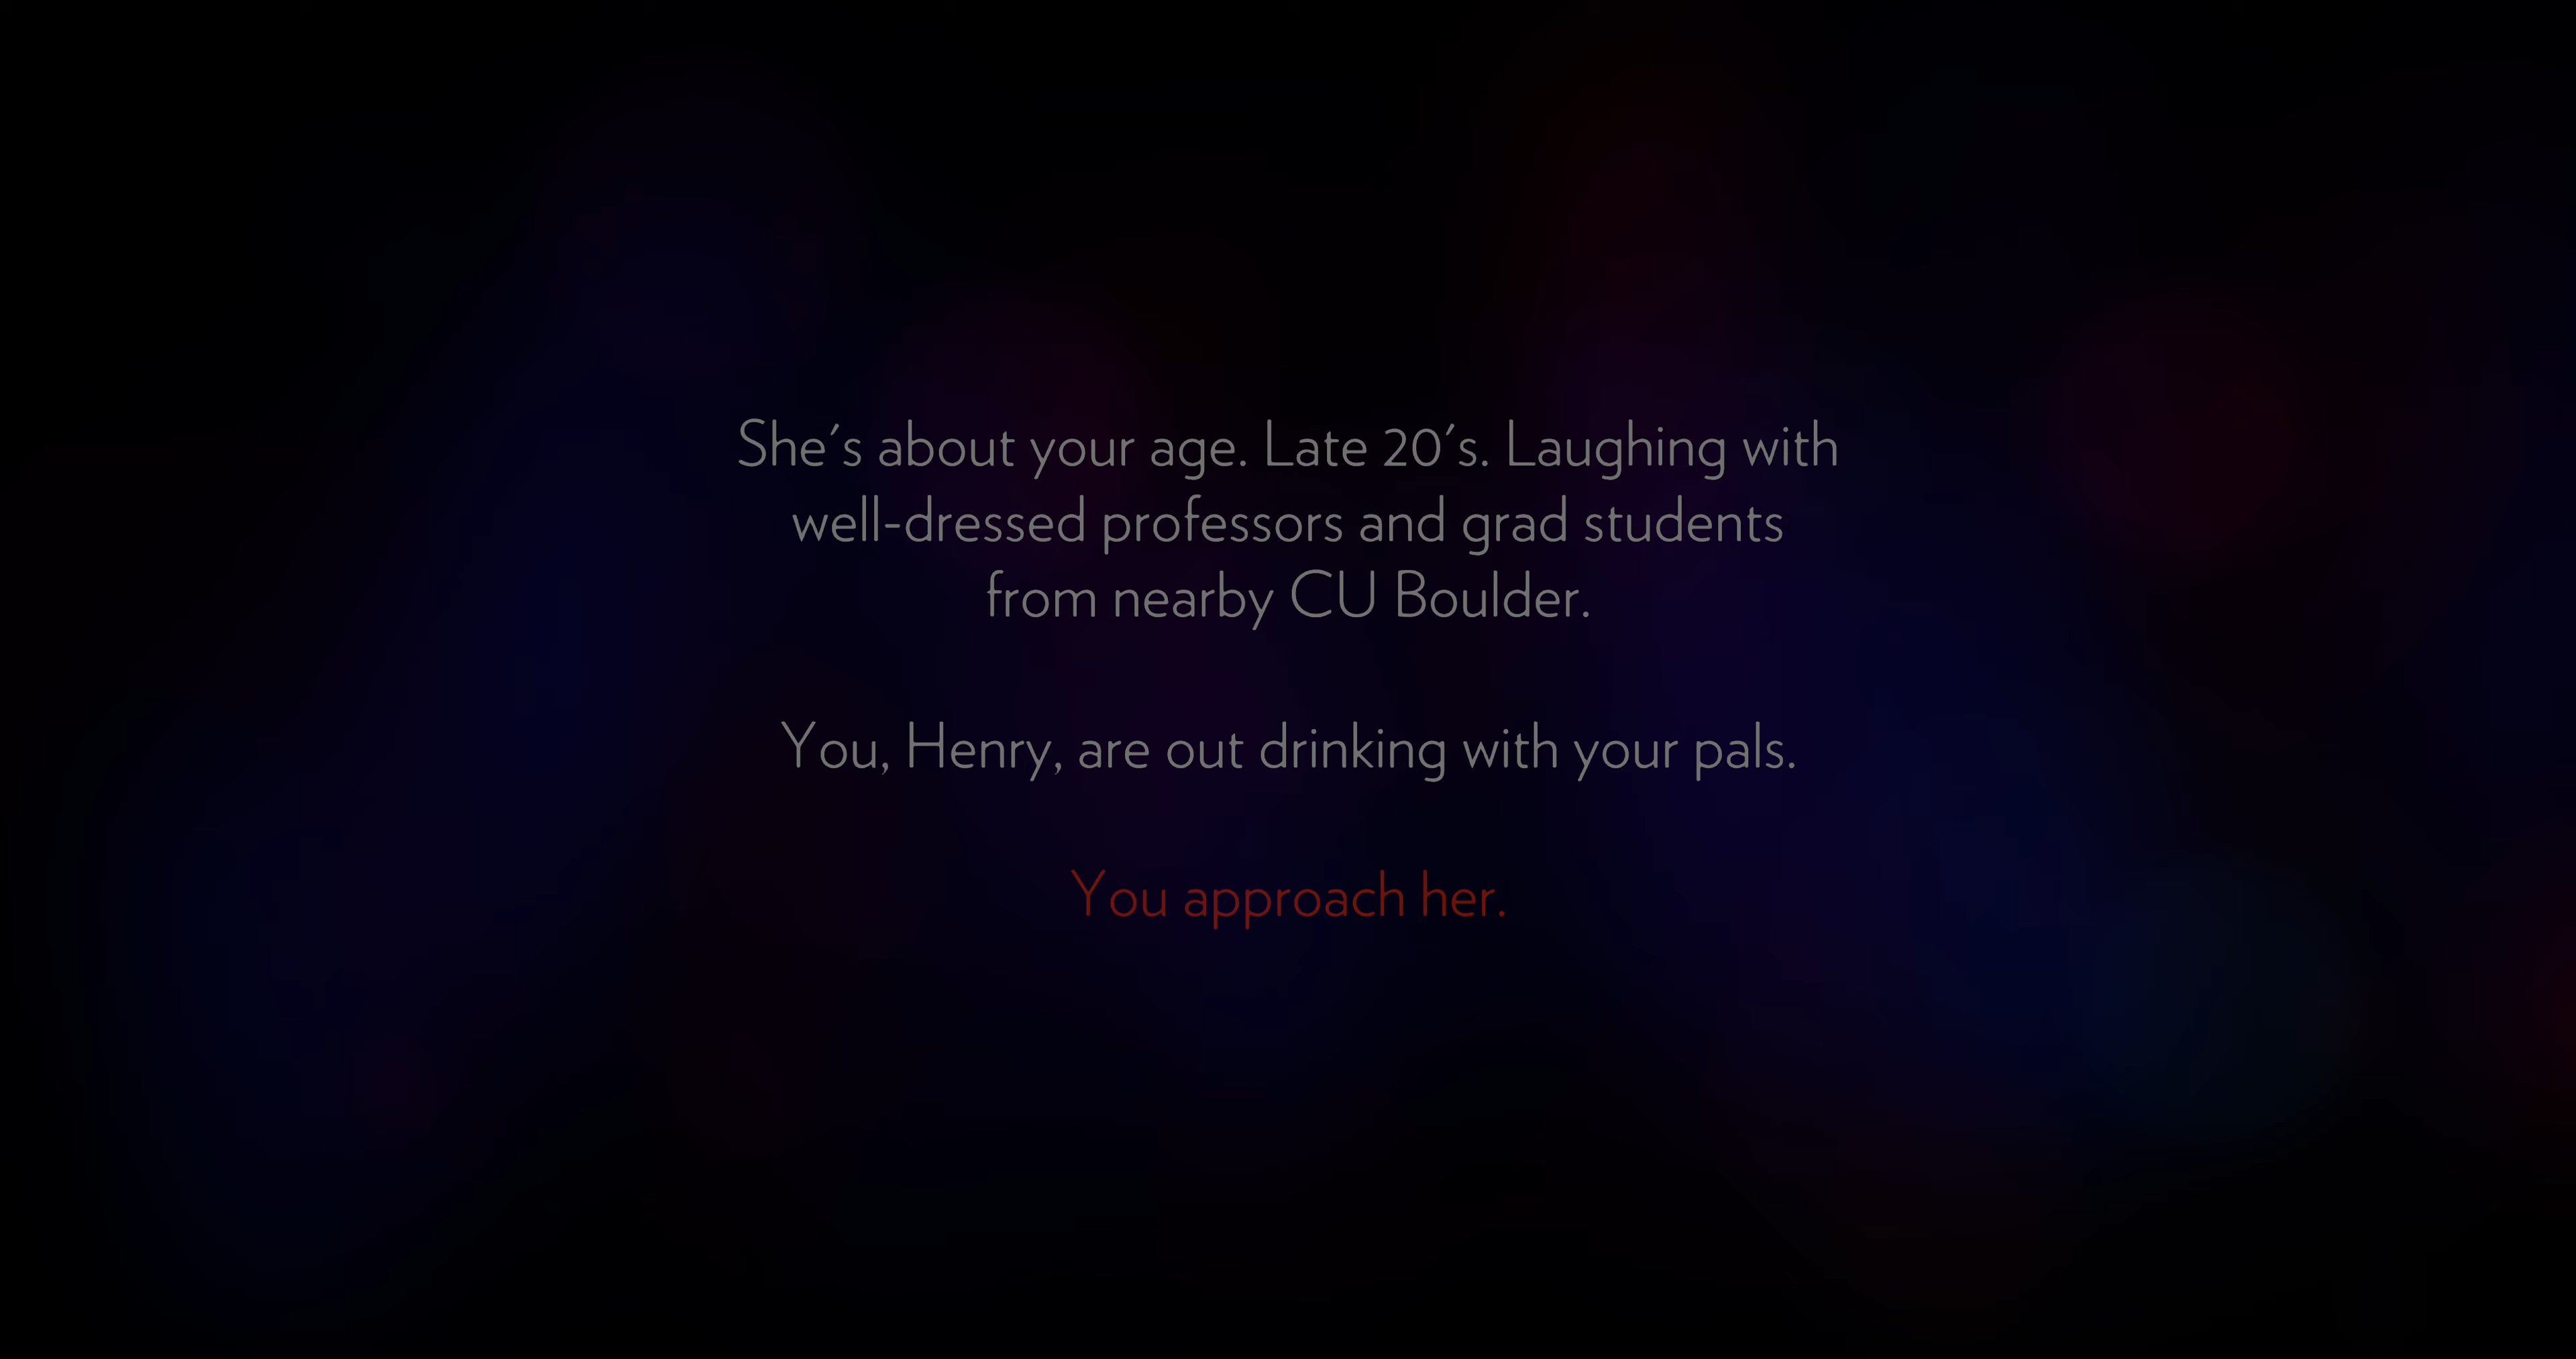 She's about your age. Late 20's. Laughing with
well-dressed professors and grad students
from nearby CU Boulder.
You, Henry, are out drinking with your pals.
You approach her.